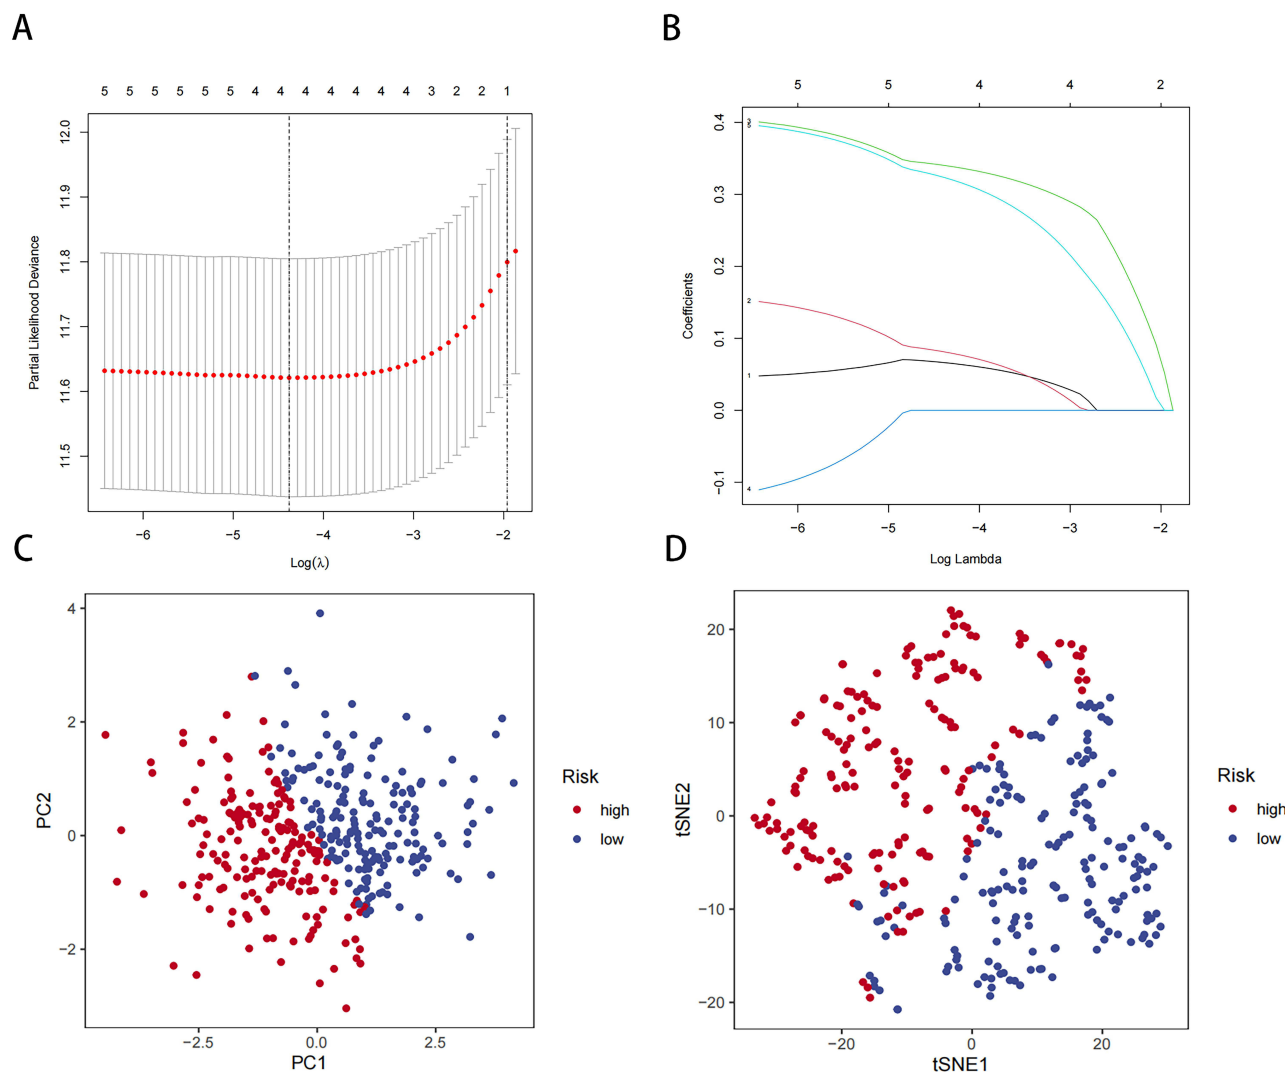 A
5 5 5 5 5 5 4 4 4 4 4 4 4 3 2 2 1
12.0
11.9
11.8
11.7
11.6
11.5
Partial Likelihood Deviance
−6 −5 −4 −3 −2
Log(λ)
B
5 5 4 4 2
0.4
0.3
0.2
0.1
0.0
−0.1
Coefficients
3
5
2
1
4
−6 −5 −4 −3 −2
Log Lambda
C
4
2
0
−2
PC2
−2.5 0.0 2.5
PC1
Risk
high
low
D
20
10
0
−10
−20
tSNE2
−20 0 20
tSNE1
Risk
high
low